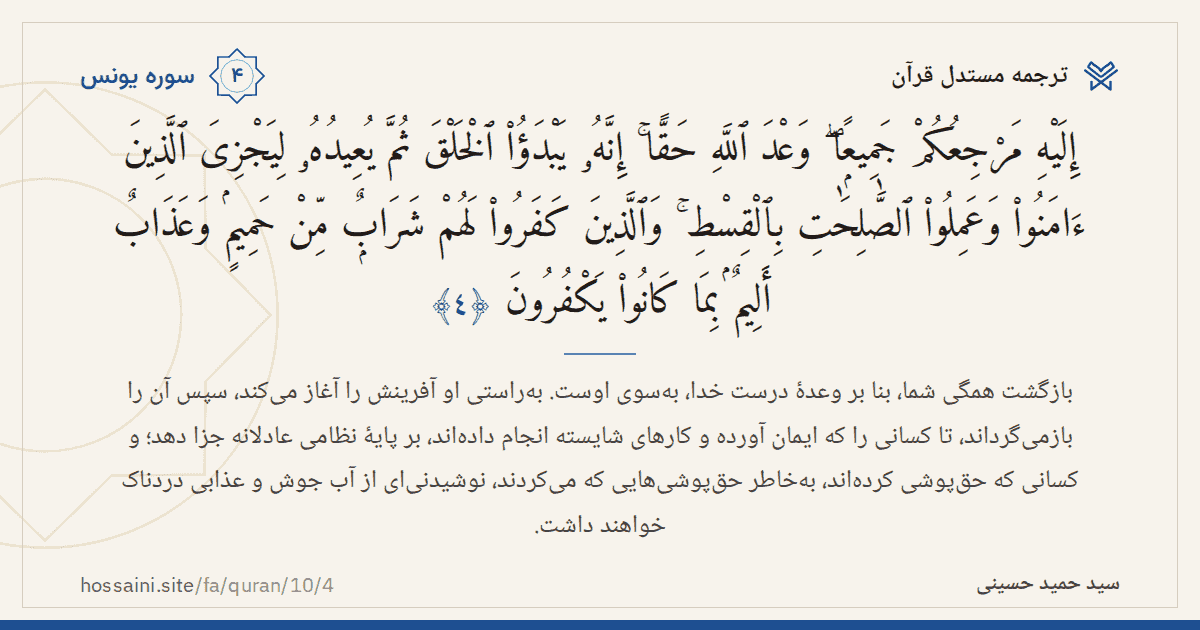 ترجمه مستدل قرآن
۴ سوره یونس
إِلَيْهِ مَرْجِعُكُمْ جَمِيعًاۖ وَعْدَ ٱللَّهِ حَقًّاۚ إِنَّهُۥ يَبْدَؤُاْ ٱلْخَلْقَ ثُمَّ يُعِيدُهُۥ لِيَجْزِىَ ٱلَّذِينَ
ءَامَنُواْ وَعَمِلُواْ ٱلصَّٰلِحَٰتِ بِٱلْقِسْطِۚ وَٱلَّذِينَ كَفَرُواْ لَهُمْ شَرَابٌۭ مِّنْ حَمِيمٍۢ وَعَذَابٌ
أَلِيمٌۢ بِمَا كَانُواْ يَكْفُرُونَ ﴿٤﴾
بازگشت همگی شما، بنا بر وعدهٔ درست خدا، به‌سوی اوست. به‌راستی او آفرینش را آغاز می‌کند، سپس آن را
بازمی‌گرداند، تا کسانی را که ایمان آورده و کارهای شایسته انجام داده‌اند، بر پایهٔ نظامی عادلانه جزا دهد؛ و
کسانی که حق‌پوشی کرده‌اند، به‌خاطر حق‌پوشی‌هایی که می‌کردند، نوشیدنی‌ای از آب جوش و عذابی دردناک
خواهند داشت.
سید حمید حسینی
hossaini.site/fa/quran/10/4